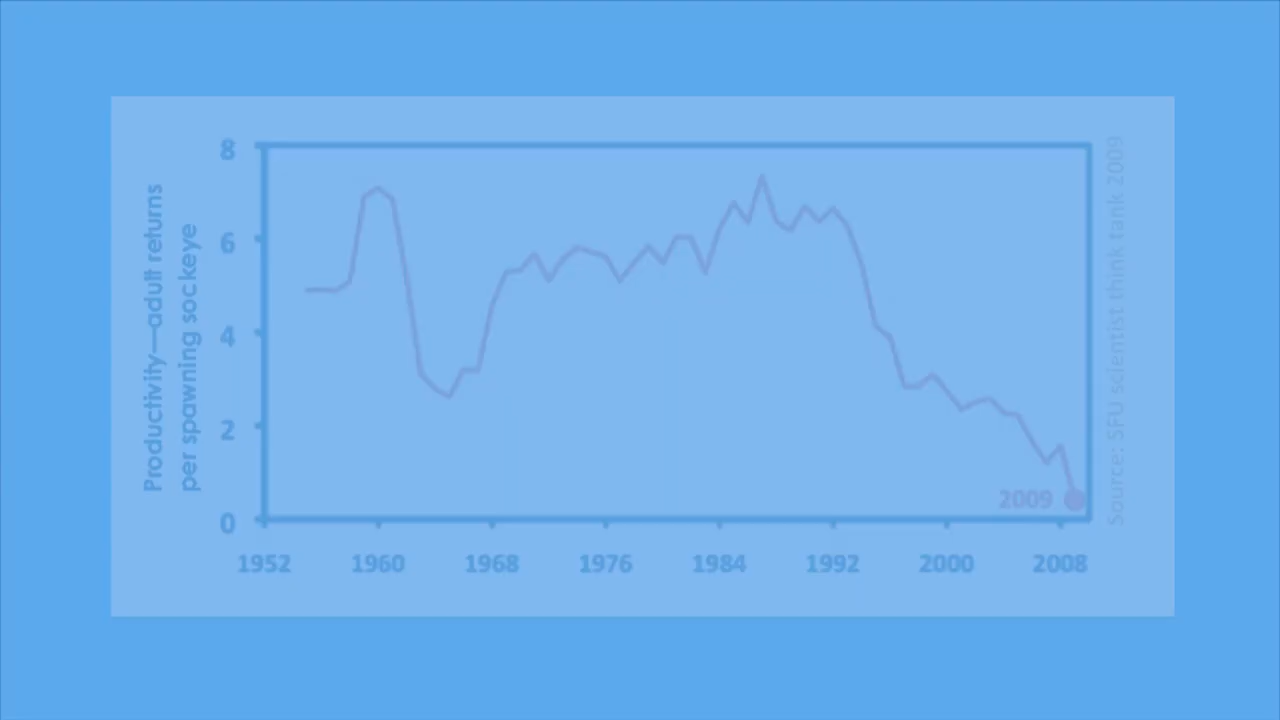 Productivity—adult returns
per spawning sockeye
8
6
4
2
0
1952 1960 1968 1976 1984 1992 2000 2008
2009
Source: SFU scientist think tank 2009